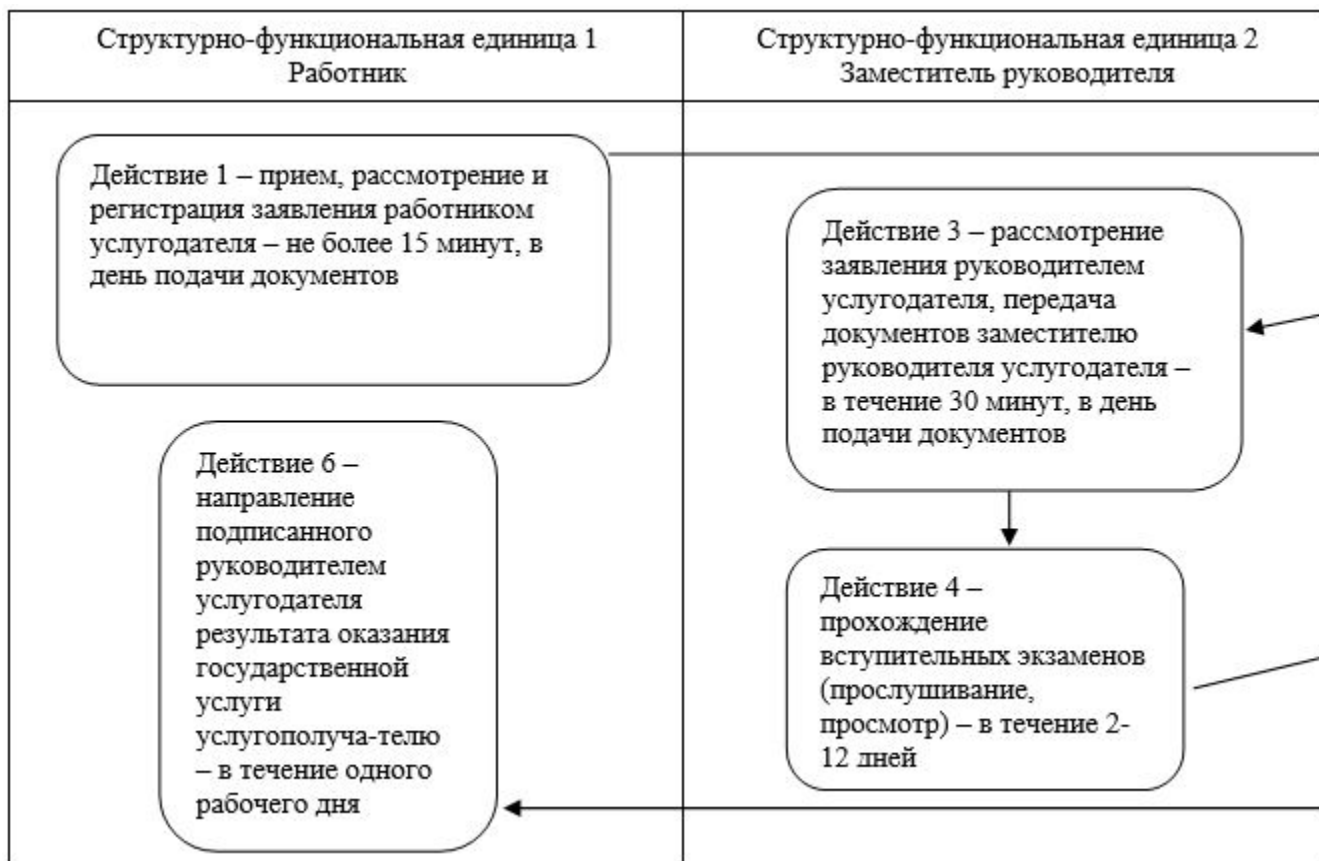 Структурно-функциональная единица 1
Работник
Структурно-функциональная единица 2
Заместитель руководителя
Действие 1 – прием, рассмотрение и
регистрация заявления работником
услугодателя – не более 15 минут, в
день подачи документов
Действие 3 – рассмотрение
заявления руководителем
услугодателя, передача
документов заместителю
руководителя услугодателя –
в течение 30 минут, в день
подачи документов
Действие 6 –
направление
подписанного
руководителем
услугодателя
результата оказания
государственной
услуги
услугополуча-телю
– в течение одного
рабочего дня
Действие 4 –
прохождение
вступительных экзаменов
(прослушивание,
просмотр) – в течение 2-
12 дней